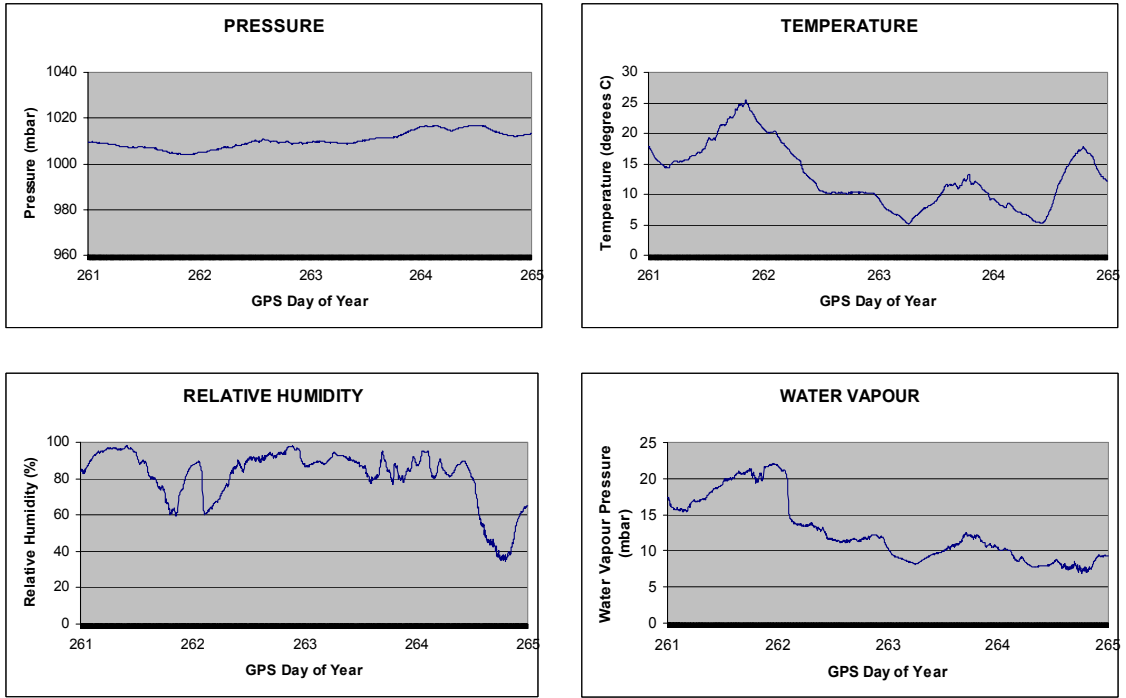 PRESSURE
1040
1020
1000
980
960
Pressure (mbar)
261 262 263 264 265
GPS Day of Year
TEMPERATURE
30
25
20
15
10
5
0
Temperature (degrees C)
261 262 263 264 265
GPS Day of Year
RELATIVE HUMIDITY
100
80
60
40
20
0
Relative Humidity (%)
261 262 263 264 265
GPS Day of Year
WATER VAPOUR
25
20
15
10
5
0
Water Vapour Pressure
(mbar)
261 262 263 264 265
GPS Day of Year